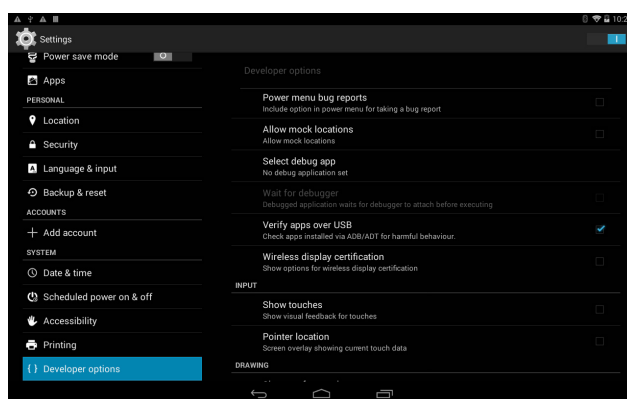 10:2
Settings
Power save mode
Apps
PERSONAL
Location
Security
Language & input
Backup & reset
ACCOUNTS
Add account
SYSTEM
Date & time
Scheduled power on & off
Accessibility
Printing
Developer options
Developer options
Power menu bug reports
Include option in power menu for taking a bug report
Allow mock locations
Allow mock locations
Select debug app
No debug application set
Wait for debugger
Debugged application waits for debugger to attach before executing
Verify apps over USB
Check apps installed via ADB/ADT for harmful behaviour.
Wireless display certification
Show options for wireless display certification
INPUT
Show touches
Show visual feedback for touches
Pointer location
Screen overlay showing current touch data
DRAWING